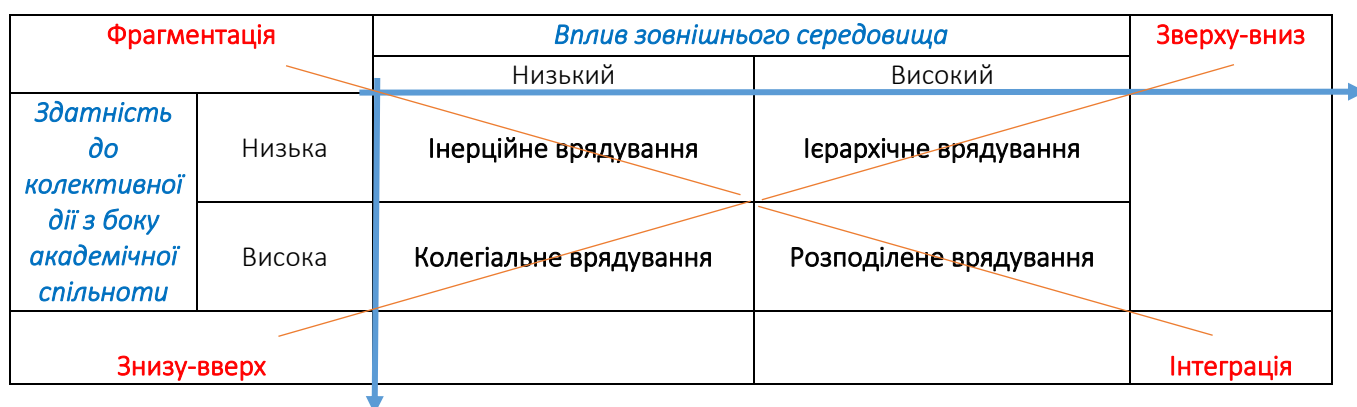 Фрагментація
Вплив зовнішнього середовища
Зверху-вниз
Низький
Високий
Здатність
до
колективної
дії з боку
академічної
спільноти
Низька
Інерційне врядування
Ієрархічне врядування
Висока
Колегіальне врядування
Розподілене врядування
Знизу-вверх
Інтеграція